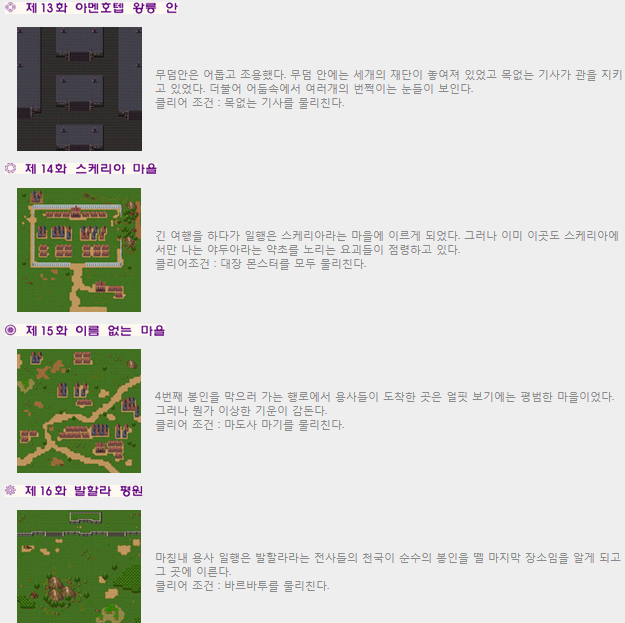 제 13화 아멘호텝 왕릉 안
무덤안은 어둡고 조용했다. 무덤 안에는 세개의 재단이 놓여져 있었고 목없는 기사가 관을 지키
고 있었다. 더불어 어둠속에서 여러개의 번쩍이는 눈들이 보인다.
클리어 조건 : 목없는 기사를 물리친다.
제 14화 스케리아 마을
긴 여행을 하다가 일행은 스케리아라는 마을에 이르게 되었다. 그러나 이미 이곳도 스케리아에
서만 나는 야두아라는 약초를 노리는 요괴들이 점령하고 있다.
클리어조건 : 대장 몬스터를 모두 물리친다.
제 15화 이름 없는 마을
4번째 봉인을 막으러 가는 행로에서 용사들이 도착한 곳은 얼핏 보기에는 평범한 마을이었다.
그러나 뭔가 이상한 기운이 감돈다.
클리어 조건 : 마도사 마기를 물리친다.
제 16화 발할라 평원
마침내 용사 일행은 발할라라는 전사들의 천국이 순수의 봉인을 뗄 마지막 장소임을 알게 되고
그 곳에 이른다.
클리어 조건 : 바르바투를 물리친다.